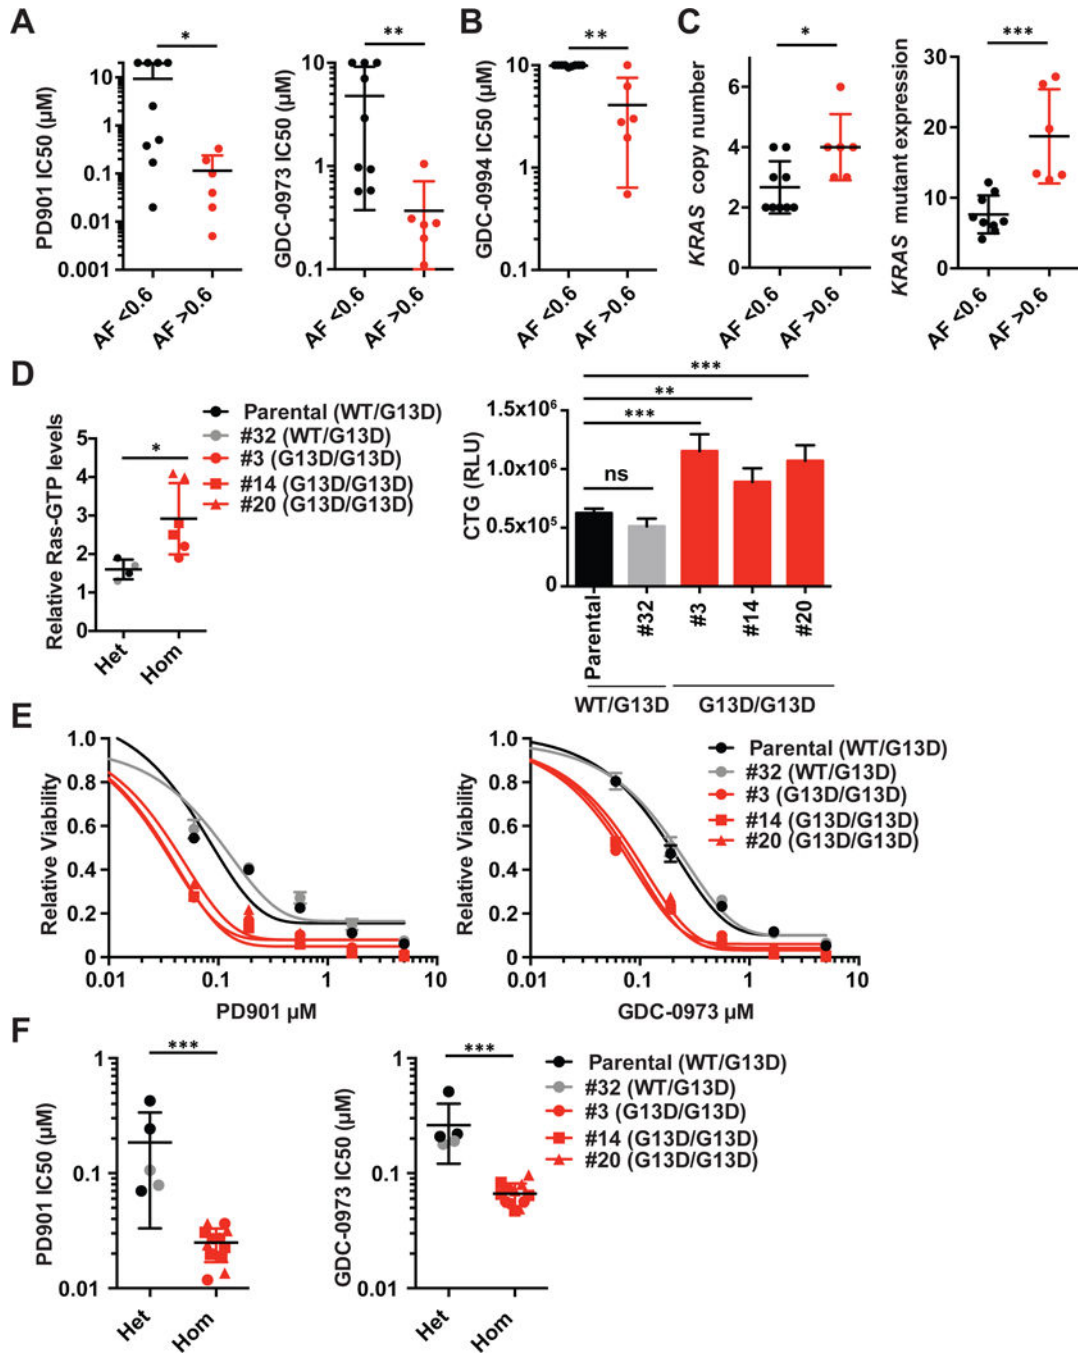 A
*
PD901 IC50 (µM)
10
1
0.1
0.01
0.001
AF <0.6
AF >0.6
**
GDC-0973 IC50 (µM)
10
1
0.1
AF <0.6
AF >0.6
B
**
GDC-0994 IC50 (µM)
10
1
0.1
AF <0.6
AF >0.6
C
*
KRAS copy number
6
4
2
0
AF <0.6
AF >0.6
***
KRAS mutant expression
30
20
10
0
AF <0.6
AF >0.6
D
Relative Ras-GTP levels
5
4
3
2
1
0
*
Het
Hom
Parental (WT/G13D)
#32 (WT/G13D)
#3 (G13D/G13D)
#14 (G13D/G13D)
#20 (G13D/G13D)
CTG (RLU)
1.5x10⁶
1.0x10⁶
0.5x10⁵
0
***
**
***
ns
Parental
#32
#3
#14
#20
WT/G13D
G13D/G13D
E
Relative Viability
1.0
0.8
0.6
0.4
0.2
0
0.01
0.1
1
10
PD901 µM
Relative Viability
1.0
0.8
0.6
0.4
0.2
0
0.01
0.1
1
10
GDC-0973 µM
Parental (WT/G13D)
#32 (WT/G13D)
#3 (G13D/G13D)
#14 (G13D/G13D)
#20 (G13D/G13D)
F
PD901 IC50 (µM)
1
0.1
0.01
***
Het
Hom
GDC-0973 IC50 (µM)
1
0.1
0.01
***
Het
Hom
Parental (WT/G13D)
#32 (WT/G13D)
#3 (G13D/G13D)
#14 (G13D/G13D)
#20 (G13D/G13D)